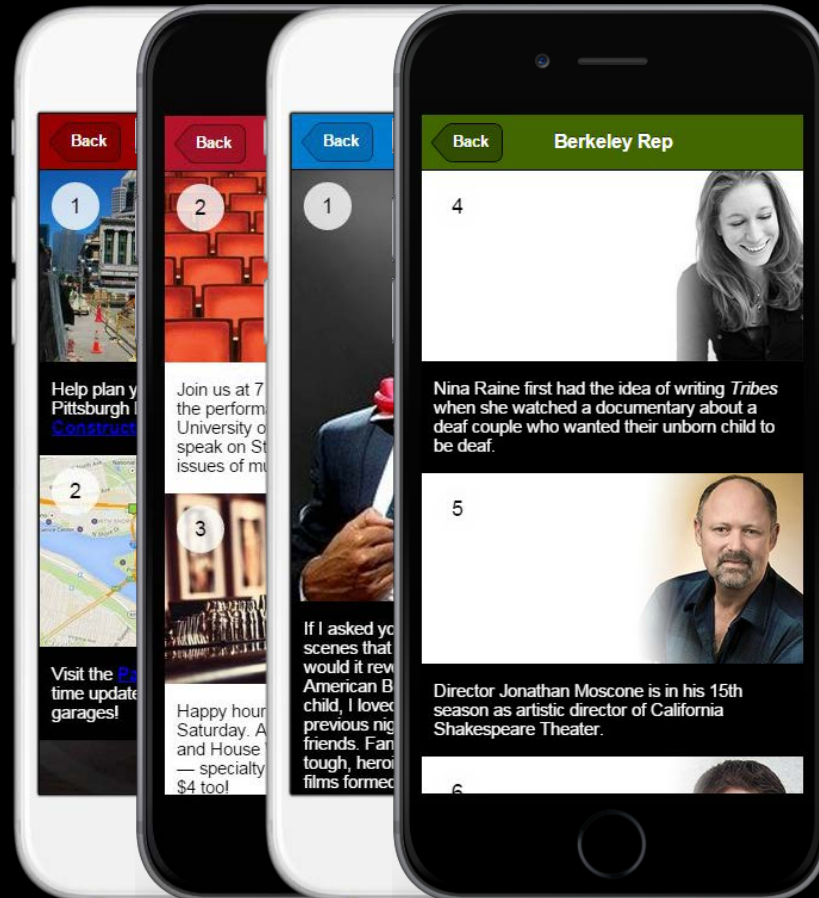 Back
1
Help plan y
Pittsburgh
Construct
2
Visit the Pa
time update
garages!
Back
2
Join us at 7
the perform
University o
speak on St
issues of mu
3
Happy hour
Saturday. A
and House
— specialty
$4 too!
Back
1
If I asked yo
scenes that
would it reve
American B
child, I loved
previous nig
friends. Fan
tough, heroi
films formed
Back
Berkeley Rep
4
Nina Raine first had the idea of writing Tribes
when she watched a documentary about a
deaf couple who wanted their unborn child to
be deaf.
5
Director Jonathan Moscone is in his 15th
season as artistic director of California
Shakespeare Theater.
6